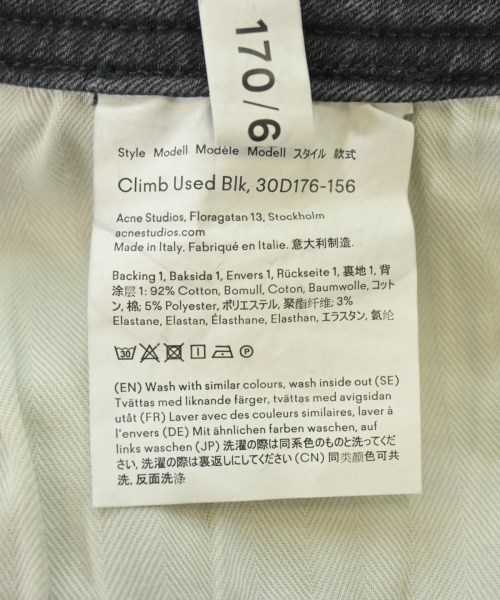 170/6
Style Modell Modèle Modell スタイル 款式
Climb Used Blk, 30D176-156
Acne Studios, Floragatan 13, Stockholm
acnestudios.com
Made in Italy. Fabriqué en Italie. 意大利制造.
Backing 1, Baksida 1, Envers 1, Rückseite 1, 裏地 1, 背
涂层 1: 92% Cotton, Bomull, Coton, Baumwolle, コット
ン, 棉; 5% Polyester, ポリエステル, 聚酯纤维; 3%
Elastane, Elastan, Élasthane, Elasthan, エラスタン, 氨纶
30
P
(EN) Wash with similar colours, wash inside out (SE)
Tvättas med liknande färger, tvättas med avigsidan
utåt (FR) Laver avec des couleurs similaires, laver à
l'envers (DE) Mit ähnlichen farben waschen, auf
links waschen (JP) 洗濯の際は同系色のものと洗ってくだ
さい, 洗濯の際は裏返しにしてください (CN) 同类颜色可共
洗, 反面洗涤